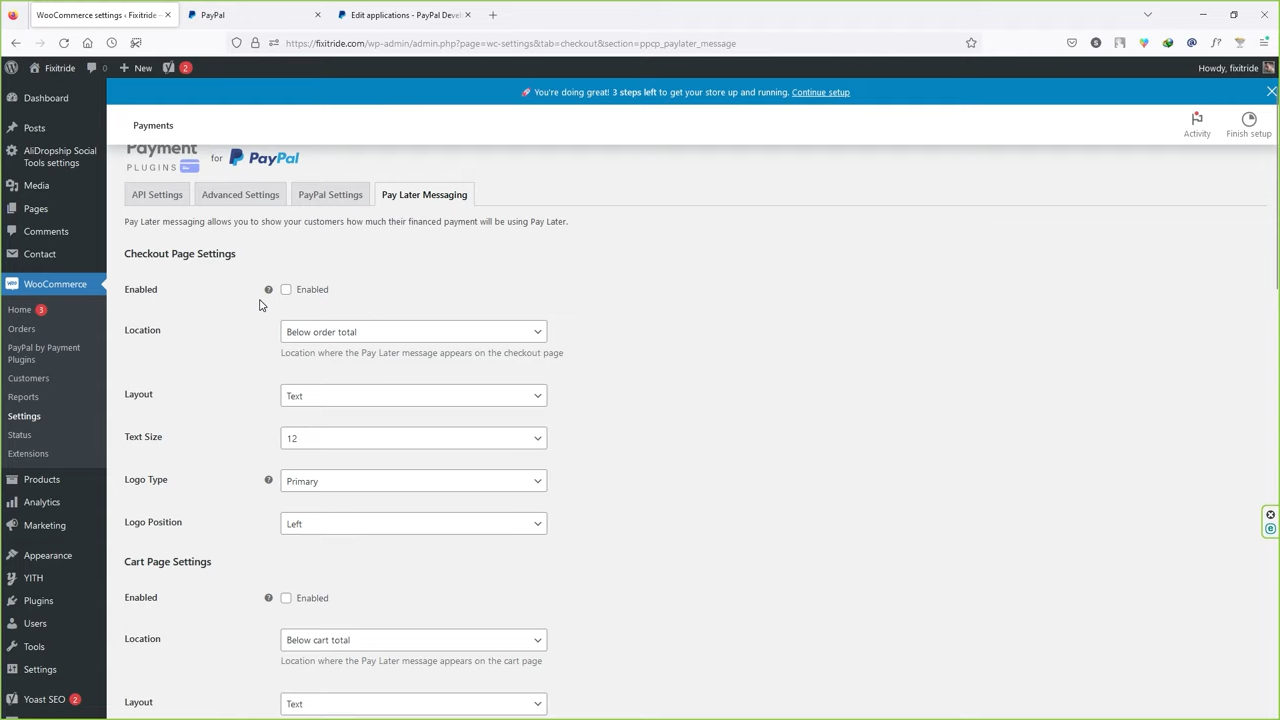 WooCommerce settings ‹ Fixitride
PayPal
Edit applications - PayPal Devel
https://fixitride.com/wp-admin/admin.php?page=wc-settings&tab=checkout&section=ppcp_paylater_message
Fixitride
0
New
2
Howdy, fixitride
🚀 You're doing great! 3 steps left to get your store up and running. Continue setup
Payments
Activity
Finish setup
Dashboard
Posts
AliDropship Social
Tools settings
Media
Pages
Comments
Contact
WooCommerce
Home 3
Orders
PayPal by Payment
Plugins
Customers
Reports
Settings
Status
Extensions
Products
Analytics
Marketing
Appearance
YITH
Plugins
Users
Tools
Settings
Yoast SEO 2
Payment
PLUGINS
for
PayPal
API Settings
Advanced Settings
PayPal Settings
Pay Later Messaging
Pay Later messaging allows you to show your customers how much their financed payment will be using Pay Later.
Checkout Page Settings
Enabled
Enabled
Location
Below order total
Location where the Pay Later message appears on the checkout page
Layout
Text
Text Size
12
Logo Type
Primary
Logo Position
Left
Cart Page Settings
Enabled
Enabled
Location
Below cart total
Location where the Pay Later message appears on the cart page
Layout
Text